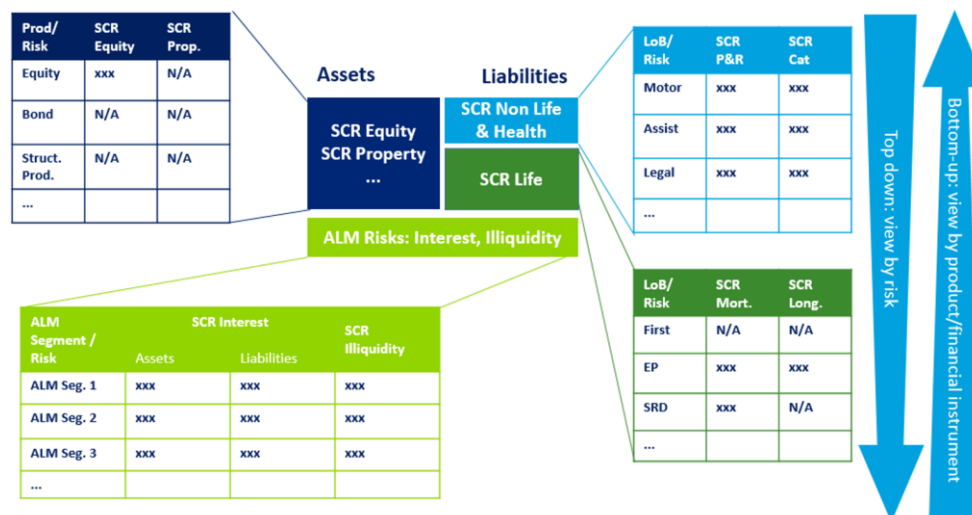 Prod/ Risk SCR Equity SCR Prop.
Equity xxx N/A
Bond N/A N/A
Struct. Prod. N/A N/A
...
Assets Liabilities
SCR Equity
SCR Property
...
SCR Non Life
& Health
SCR Life
ALM Risks: Interest, Illiquidity
LoB/ Risk SCR P&R SCR Cat
Motor xxx xxx
Assist xxx xxx
Legal xxx xxx
...
LoB/ Risk SCR Mort. SCR Long.
First N/A N/A
EP xxx xxx
SRD xxx N/A
...
ALM Segment / Risk SCR Interest SCR Illiquidity
Assets Liabilities
ALM Seg. 1 xxx xxx xxx
ALM Seg. 2 xxx xxx xxx
ALM Seg. 3 xxx xxx xxx
...
Top down: view by risk
Bottom-up: view by product/financial instrument